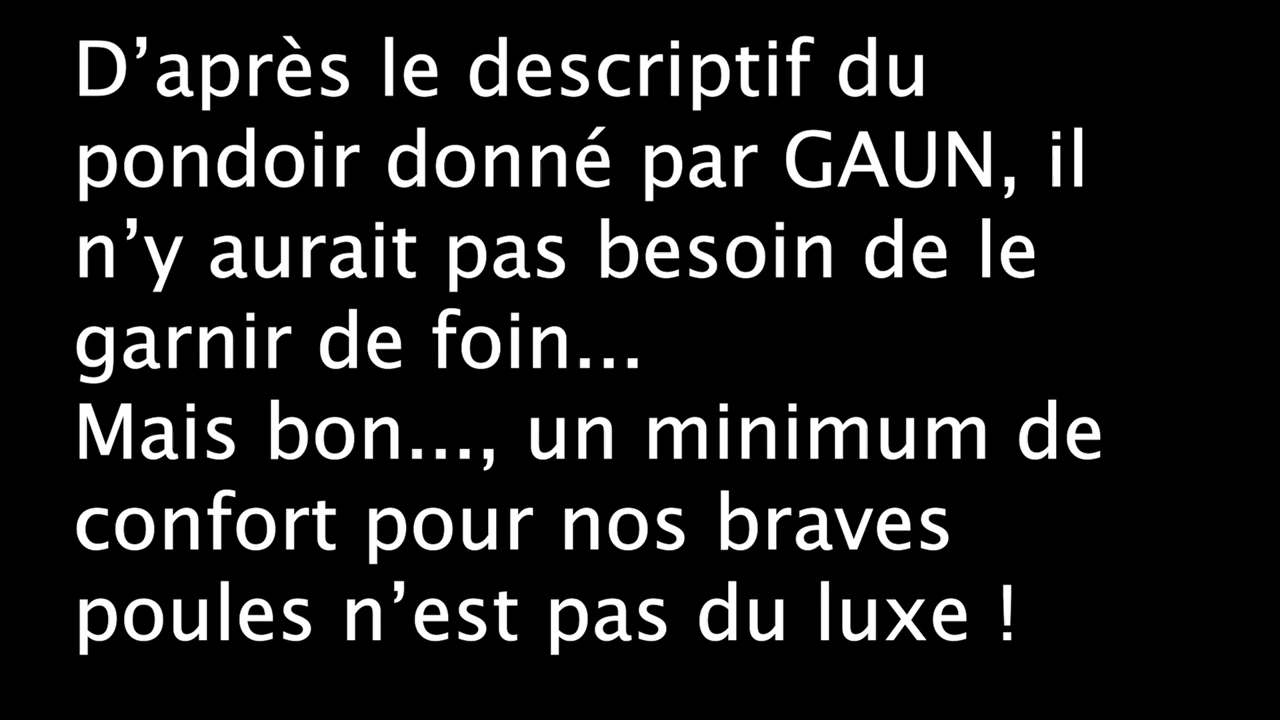 D’après le descriptif du
pondoir donné par GAUN, il
n’y aurait pas besoin de le
garnir de foin...
Mais bon..., un minimum de
confort pour nos braves
poules n’est pas du luxe !